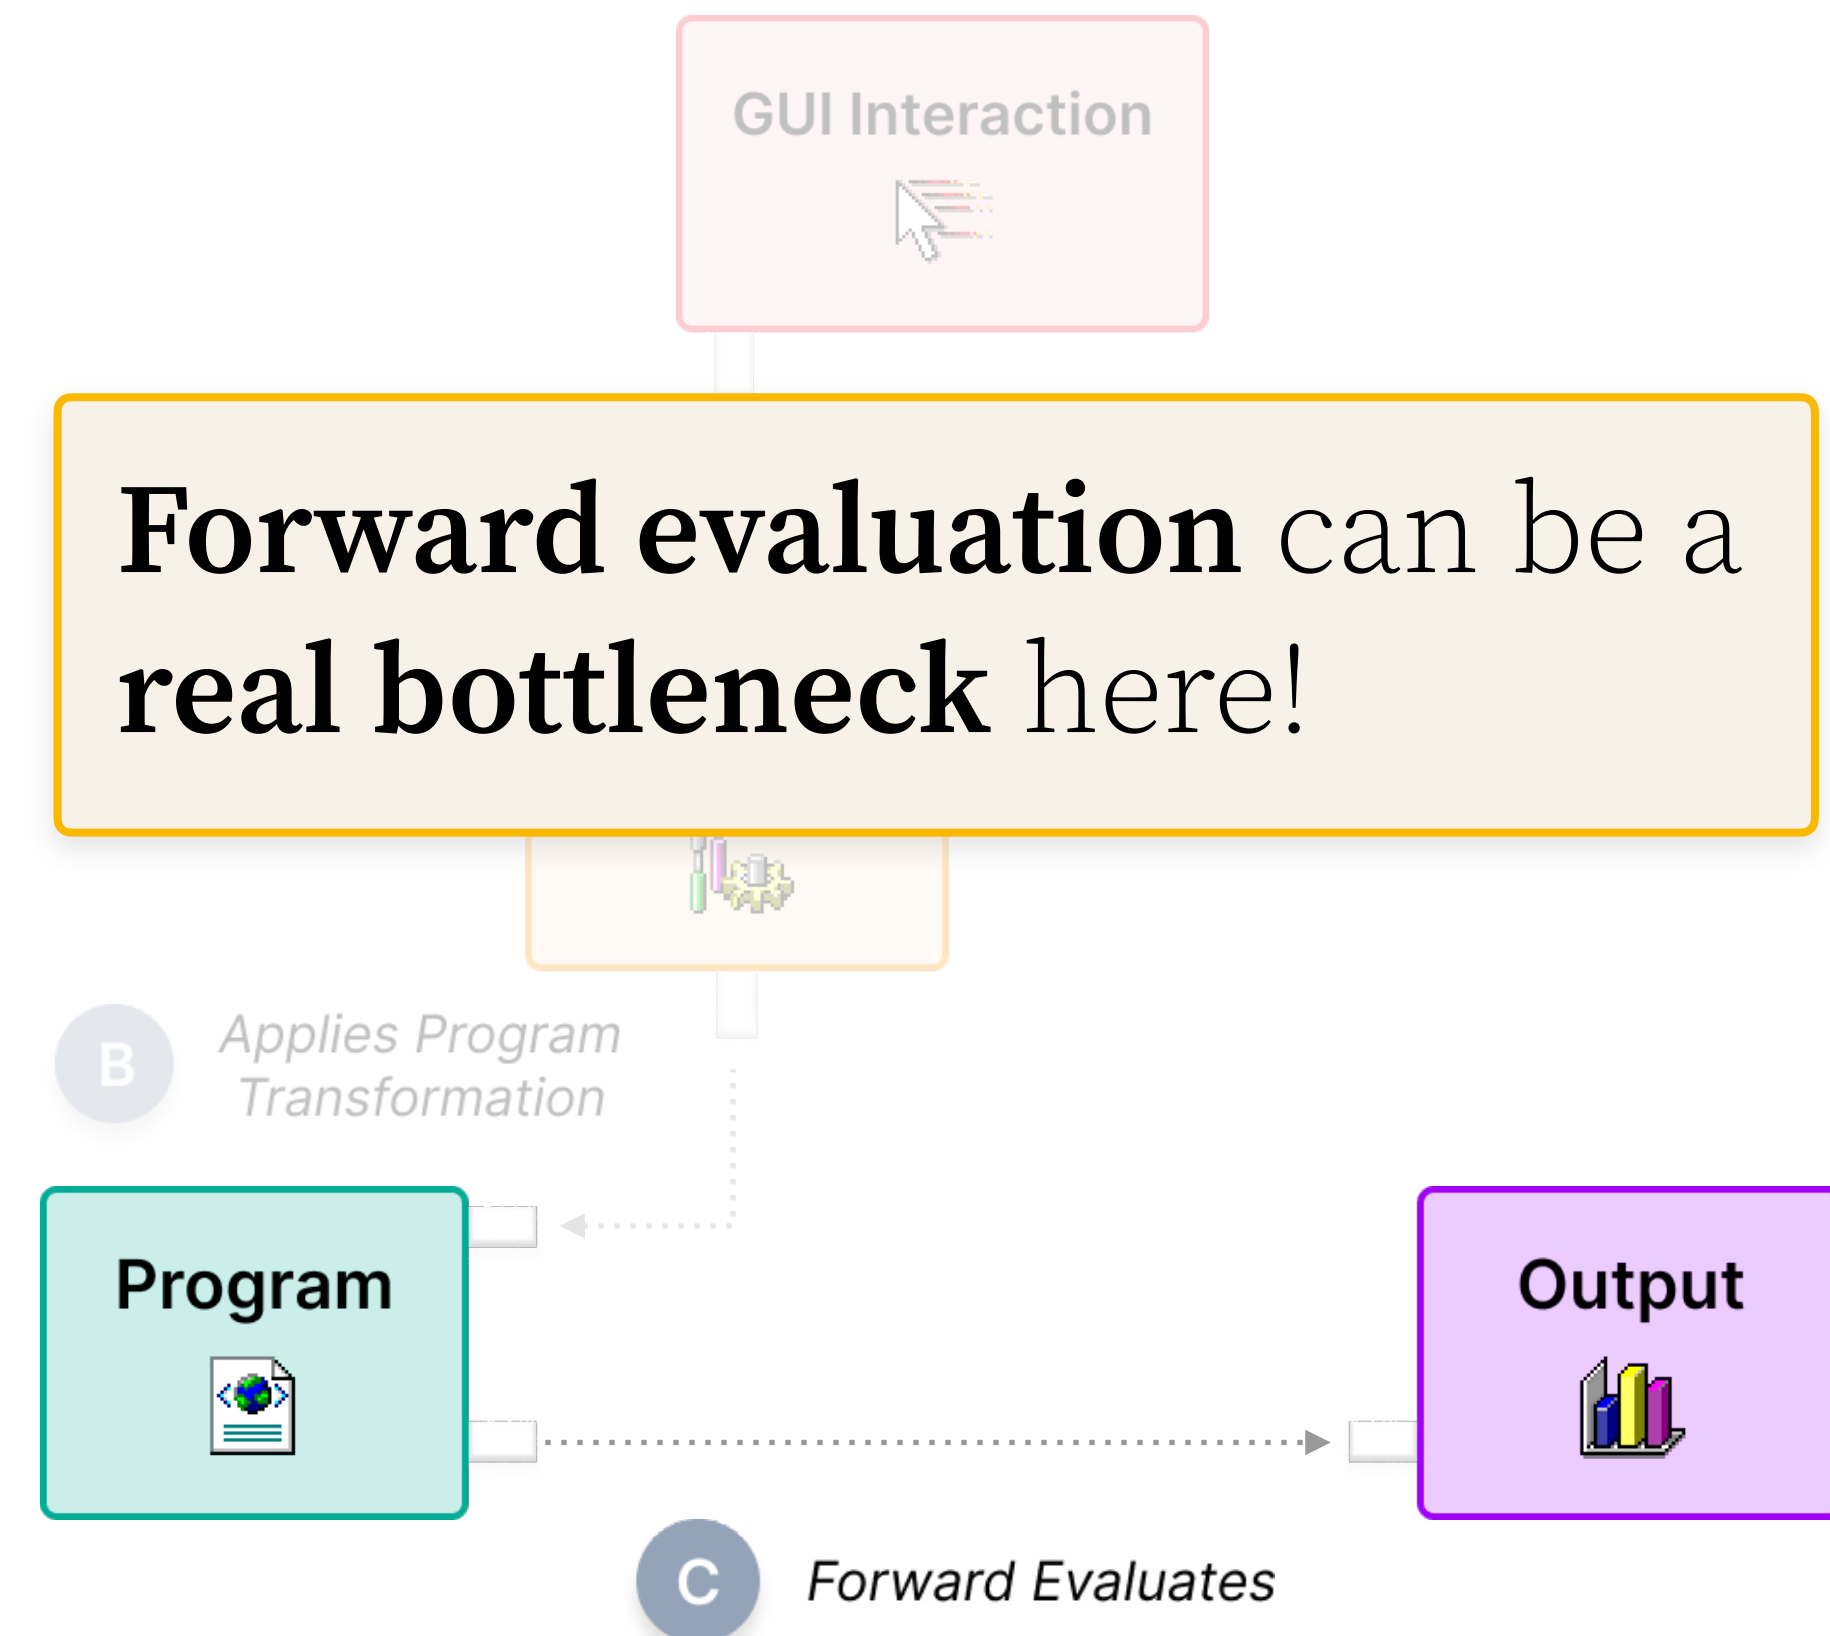 GUI Interaction
Forward evaluation can be a
real bottleneck here!
B
Applies Program
Transformation
Program
Output
C
Forward Evaluates